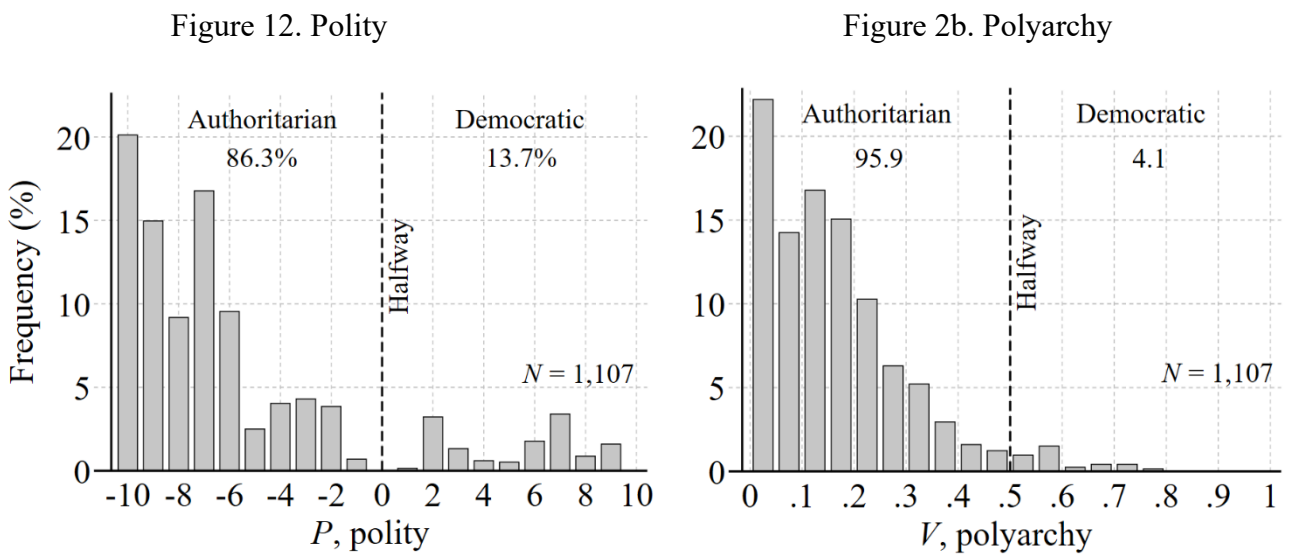 Figure 12. Polity
Authoritarian
86.3%
Democratic
13.7%
Halfway
N = 1,107
Frequency (%)
20
15
10
5
0
-10 -8 -6 -4 -2 0 2 4 6 8 10
P, polity
Figure 2b. Polyarchy
Authoritarian
95.9
Democratic
4.1
Halfway
N = 1,107
20
15
10
5
0
0 .1 .2 .3 .4 .5 .6 .7 .8 .9 1
V, polyarchy